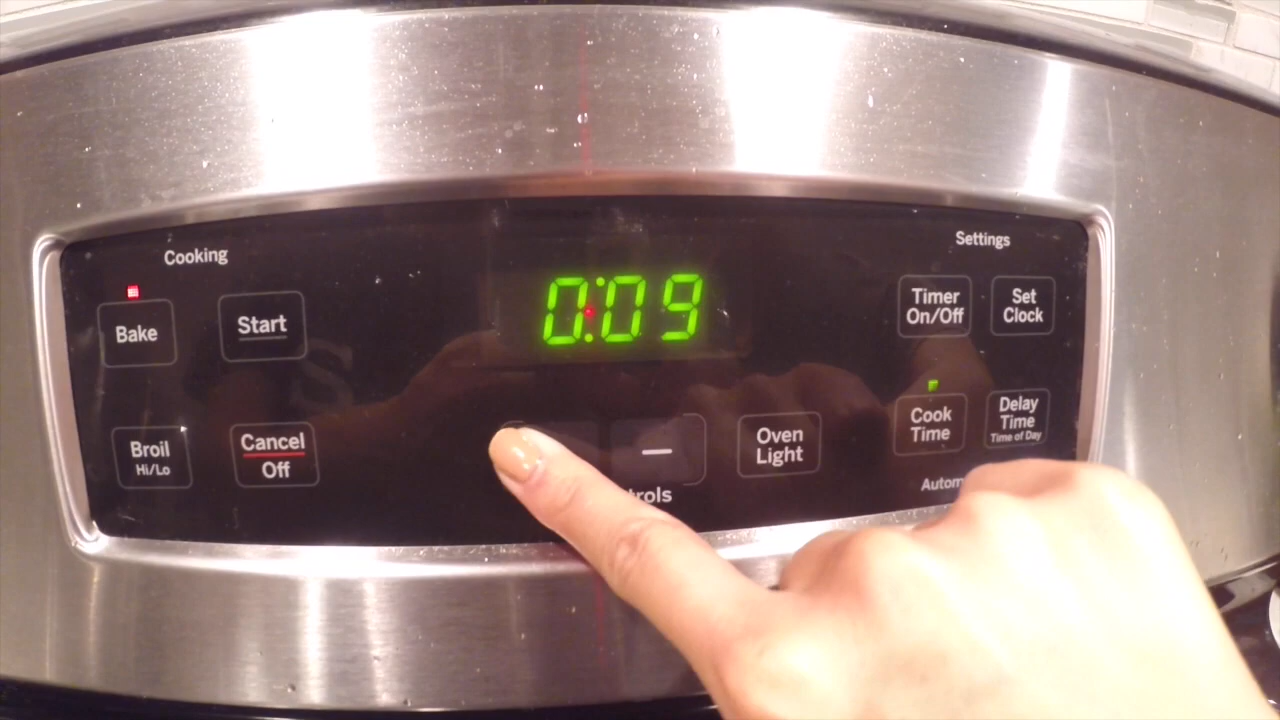 Cooking
Settings
Bake
Start
0:09
Timer
On/Off
Set
Clock
Broil
Hi/Lo
Cancel
Off
—
Oven
Light
Cook
Time
Delay
Time
Time of Day
trols
Autom